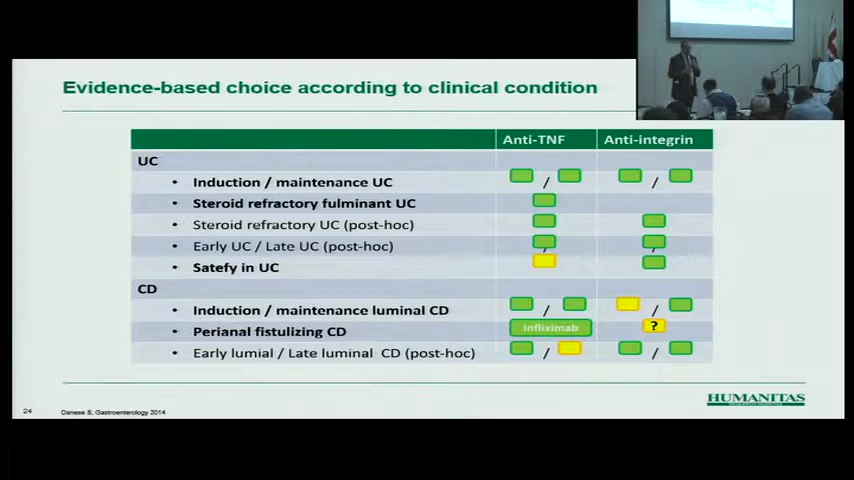 Evidence-based choice according to clinical condition
Anti-TNF Anti-integrin
UC
• Induction / maintenance UC / /
• Steroid refractory fulminant UC
• Steroid refractory UC (post-hoc)
• Early UC / Late UC (post-hoc)
• Satefy in UC
CD
• Induction / maintenance luminal CD / /
• Perianal fistulizing CD Infliximab ?
• Early lumial / Late luminal CD (post-hoc) / /
24 Danese S, Gastroenterology 2014
HUMANITAS